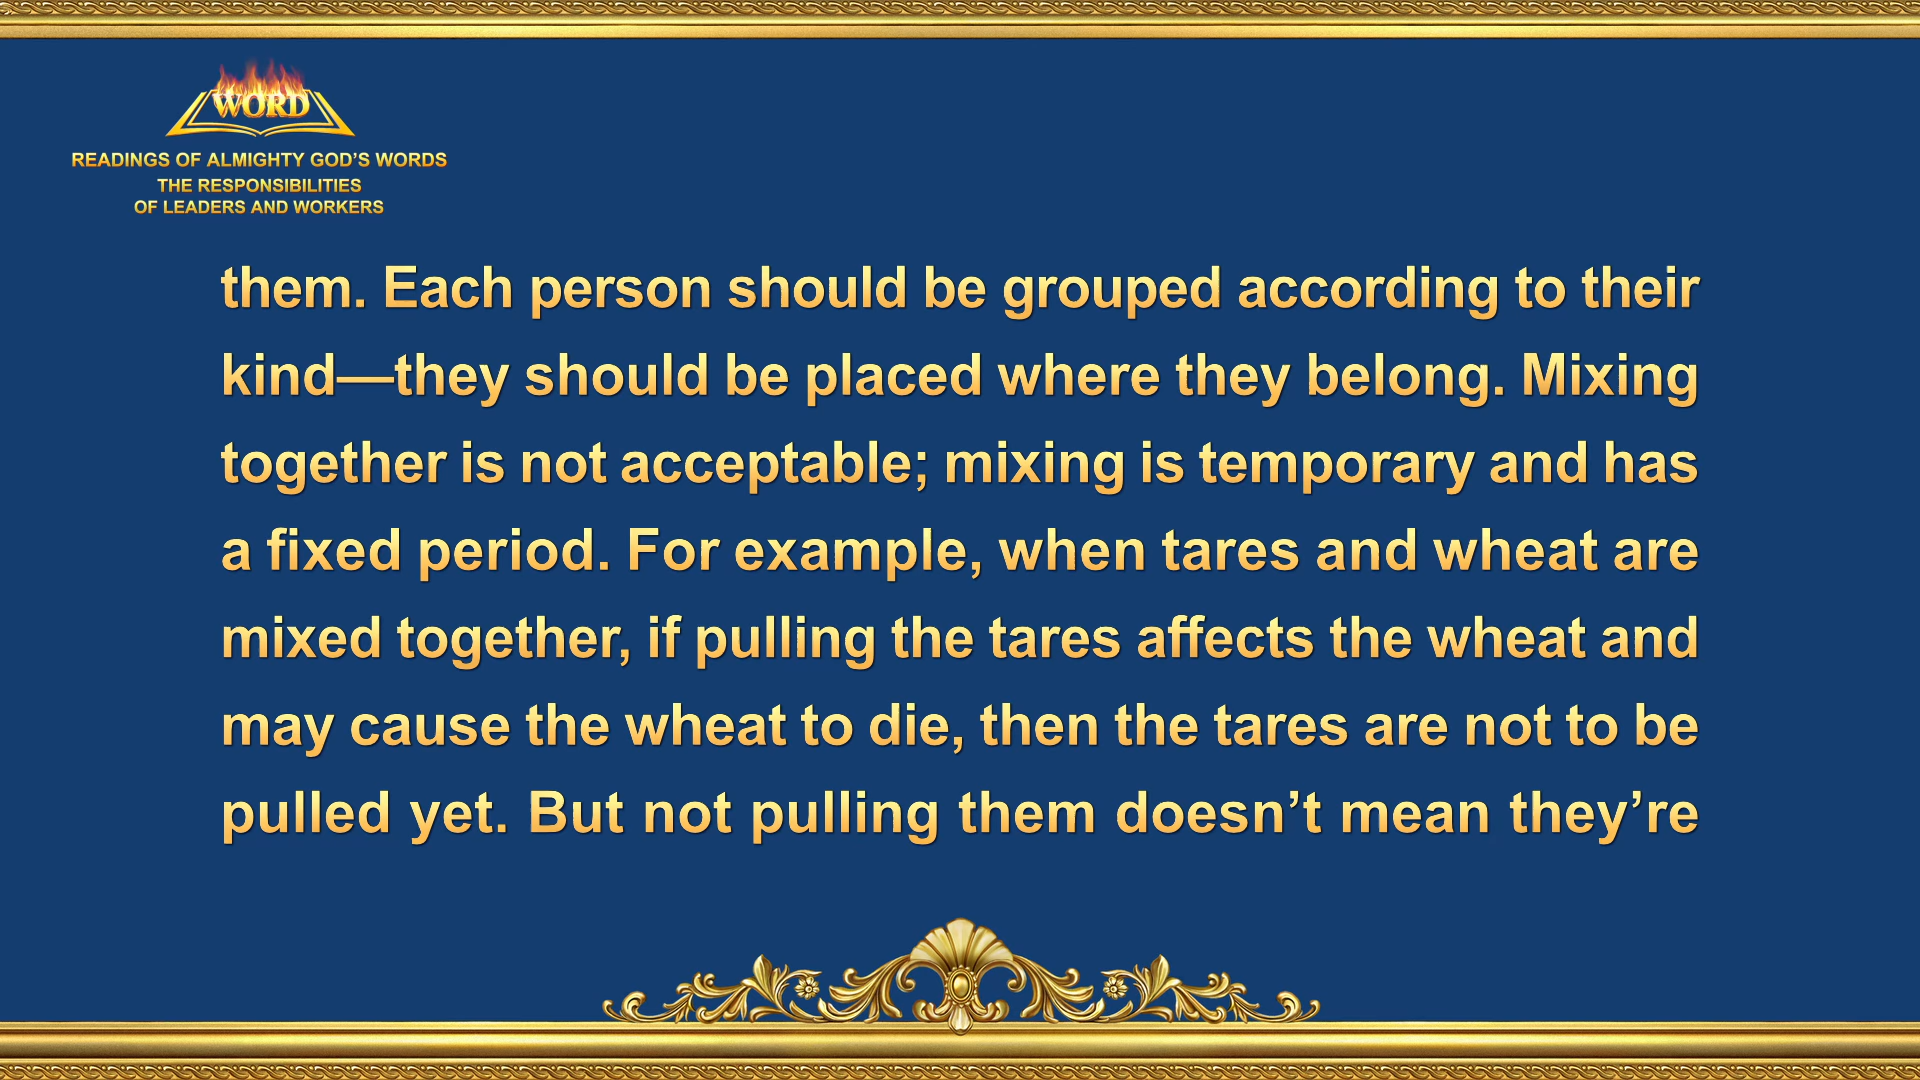 WORD
READINGS OF ALMIGHTY GOD’S WORDS
THE RESPONSIBILITIES
OF LEADERS AND WORKERS
them. Each person should be grouped according to their
kind—they should be placed where they belong. Mixing
together is not acceptable; mixing is temporary and has
a fixed period. For example, when tares and wheat are
mixed together, if pulling the tares affects the wheat and
may cause the wheat to die, then the tares are not to be
pulled yet. But not pulling them doesn’t mean they’re